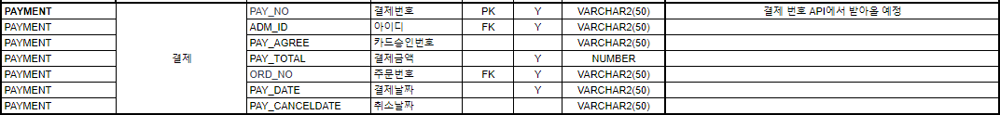 PAYMENT PAY_NO 결제번호 PK Y VARCHAR2(50) 결제 번호 API에서 받아올 예정
PAYMENT ADM_ID 아이디 FK Y VARCHAR2(50)
PAYMENT PAY_AGREE 카드승인번호 VARCHAR2(50)
PAYMENT 결제 PAY_TOTAL 결제금액 Y NUMBER
PAYMENT ORD_NO 주문번호 FK Y VARCHAR2(50)
PAYMENT PAY_DATE 결제날짜 Y VARCHAR2(50)
PAYMENT PAY_CANCELDATE 취소날짜 VARCHAR2(50)